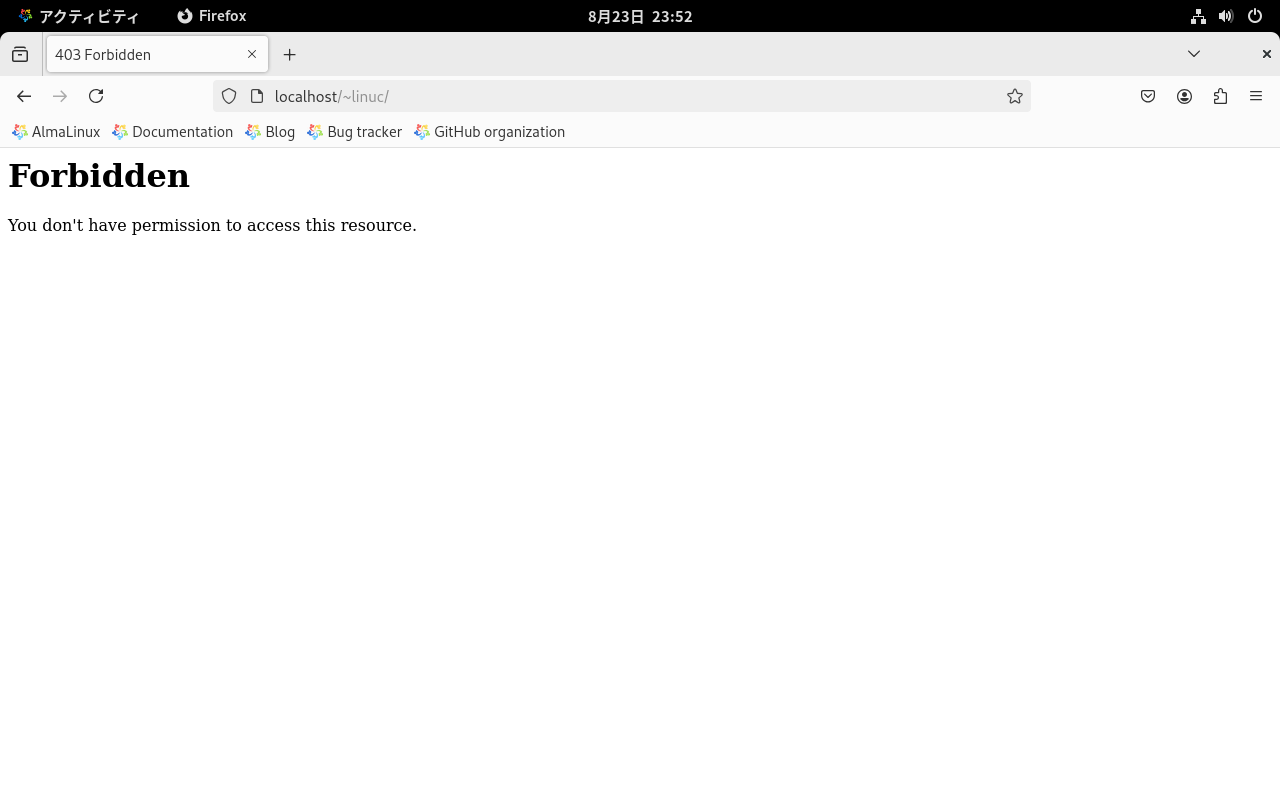 アクティビティ Firefox 8月23日 23:52
403 Forbidden
localhost/~linuc/
AlmaLinux Documentation Blog Bug tracker GitHub organization
Forbidden
You don't have permission to access this resource.